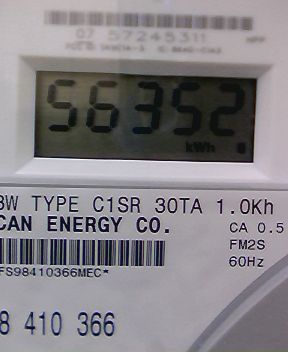 07 57245311
56352
kWh
3W TYPE C1SR 30TA 1.0Kh
CAN ENERGY CO.
CA 0.5
FM2S
FS98410366MEC*
60Hz
8 410 366